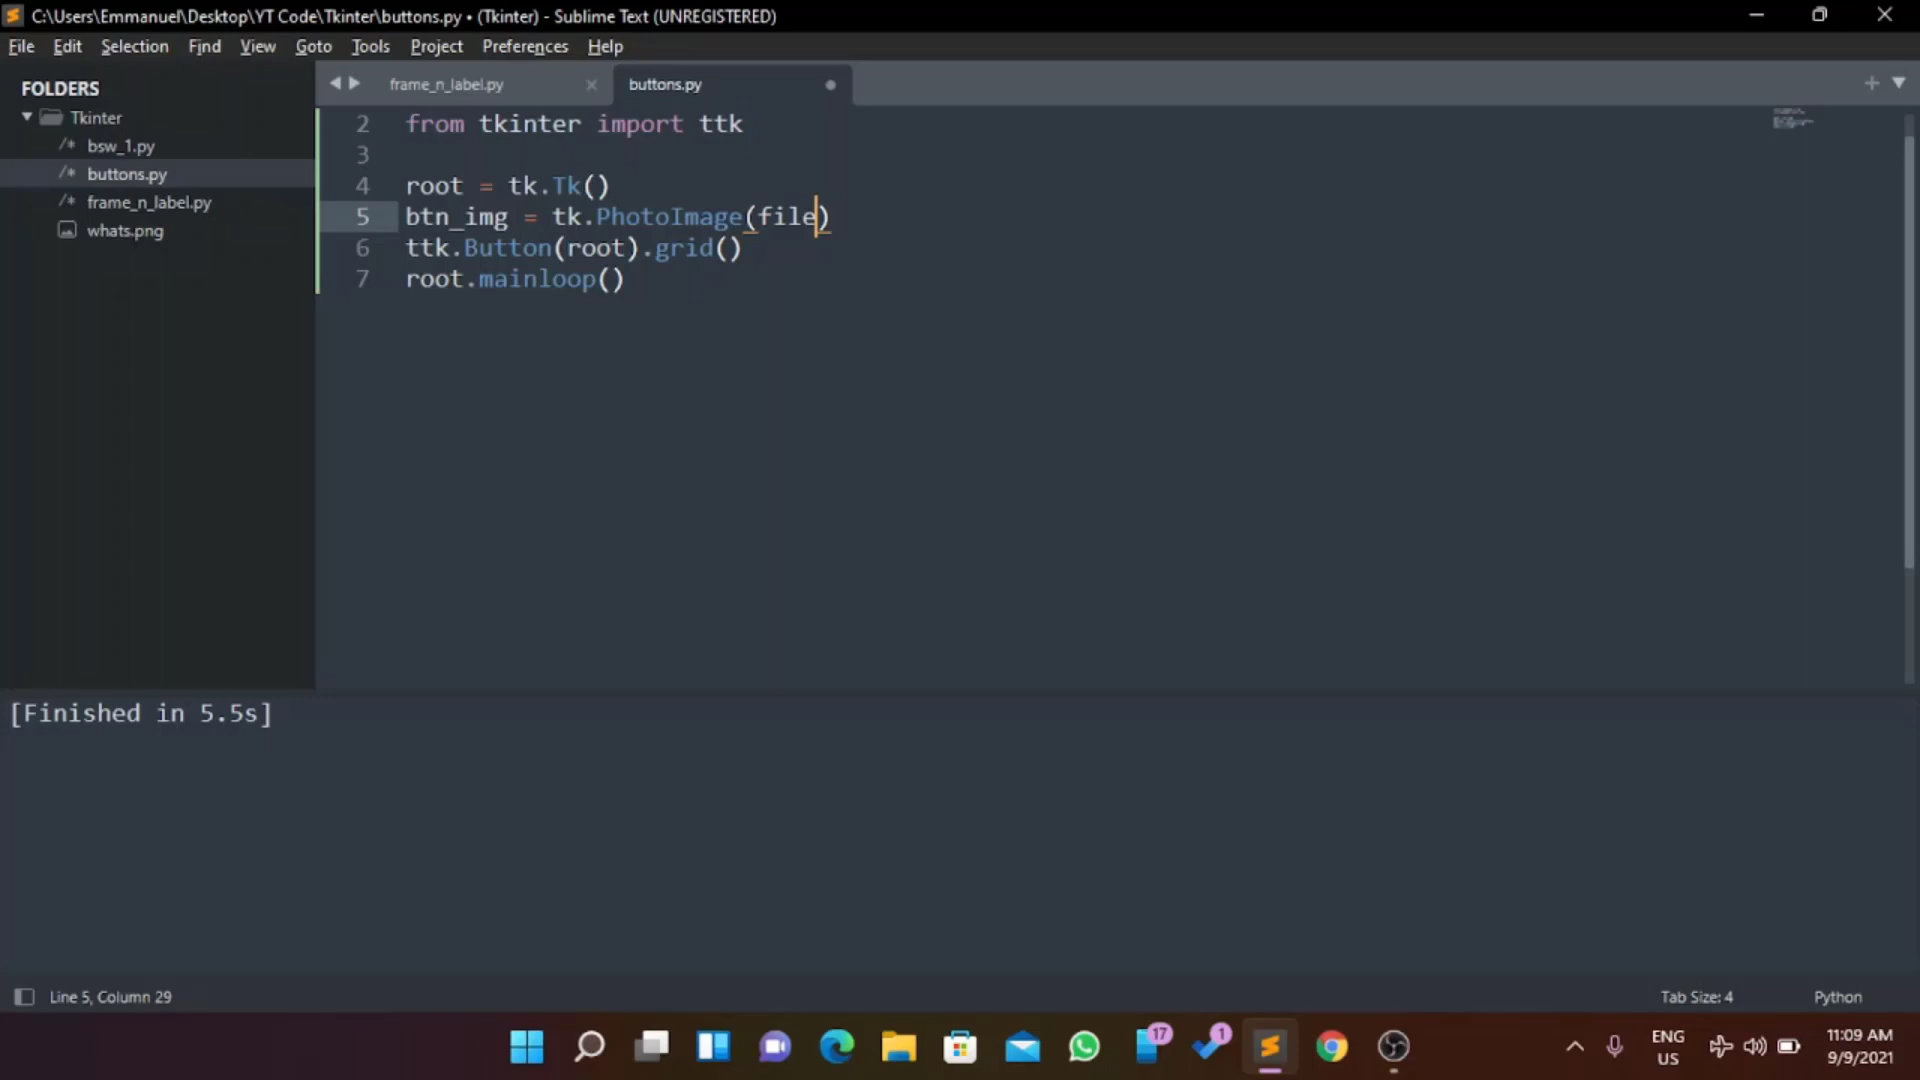 C:\Users\Emmanuel\Desktop\YT Code\Tkinter\buttons.py • (Tkinter) - Sublime Text (UNREGISTERED)
File Edit Selection Find View Goto Tools Project Preferences Help
FOLDERS
Tkinter
/* bsw_1.py
/* buttons.py
/* frame_n_label.py
whats.png
frame_n_label.py × buttons.py
2 from tkinter import ttk
3
4 root = tk.Tk()
5 btn_img = tk.PhotoImage(file)
6 ttk.Button(root).grid()
7 root.mainloop()
[Finished in 5.5s]
Line 5, Column 29
Tab Size: 4 Python
17
1
ENG
US
11:09 AM
9/9/2021